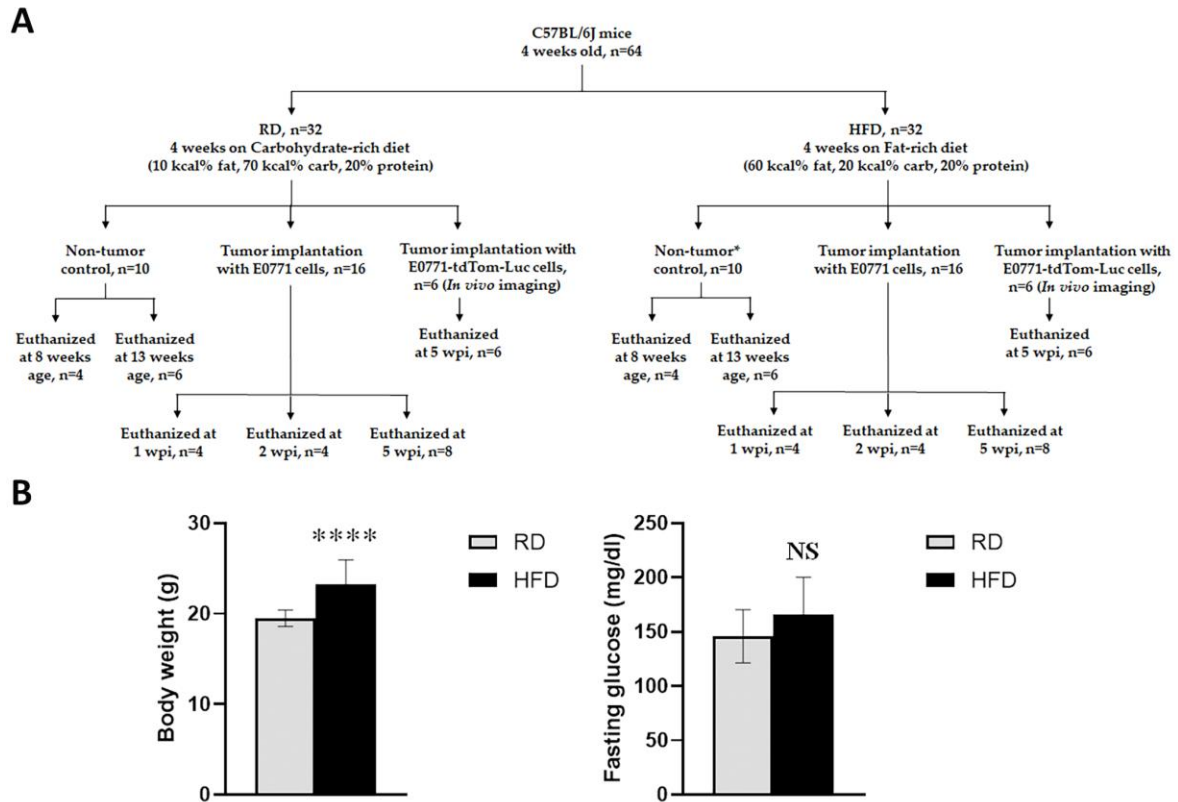 A
C57BL/6J mice
4 weeks old, n=64
RD, n=32
4 weeks on Carbohydrate-rich diet
(10 kcal% fat, 70 kcal% carb, 20% protein)
HFD, n=32
4 weeks on Fat-rich diet
(60 kcal% fat, 20 kcal% carb, 20% protein)
Non-tumor
control, n=10
Tumor implantation
with E0771 cells, n=16
Tumor implantation with
E0771-tdTom-Luc cells,
n=6 (In vivo imaging)
Non-tumor*
control, n=10
Tumor implantation
with E0771 cells, n=16
Tumor implantation with
E0771-tdTom-Luc cells,
n=6 (In vivo imaging)
Euthanized
at 8 weeks
age, n=4
Euthanized
at 13 weeks
age, n=6
Euthanized
at 5 wpi, n=6
Euthanized
at 8 weeks
age, n=4
Euthanized
at 13 weeks
age, n=6
Euthanized
at 5 wpi, n=6
Euthanized at
1 wpi, n=4
Euthanized at
2 wpi, n=4
Euthanized at
5 wpi, n=8
Euthanized at
1 wpi, n=4
Euthanized at
2 wpi, n=4
Euthanized at
5 wpi, n=8
B
Body weight (g)
30
20
10
0
****
RD
HFD
Fasting glucose (mg/dl)
250
200
150
100
50
0
NS
RD
HFD